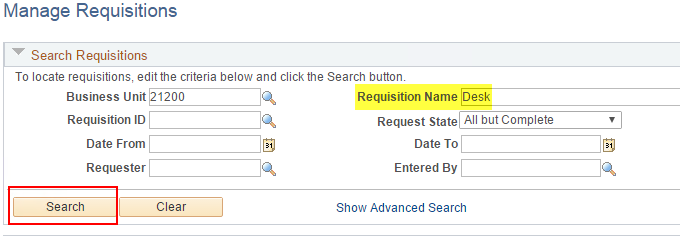 Manage Requisitions
Search Requisitions
To locate requisitions, edit the criteria below and click the Search button.
Business Unit 21200 Requisition Name Desk
Requisition ID Request State All but Complete
Date From 31 Date To 31
Requester Entered By
Search Clear Show Advanced Search